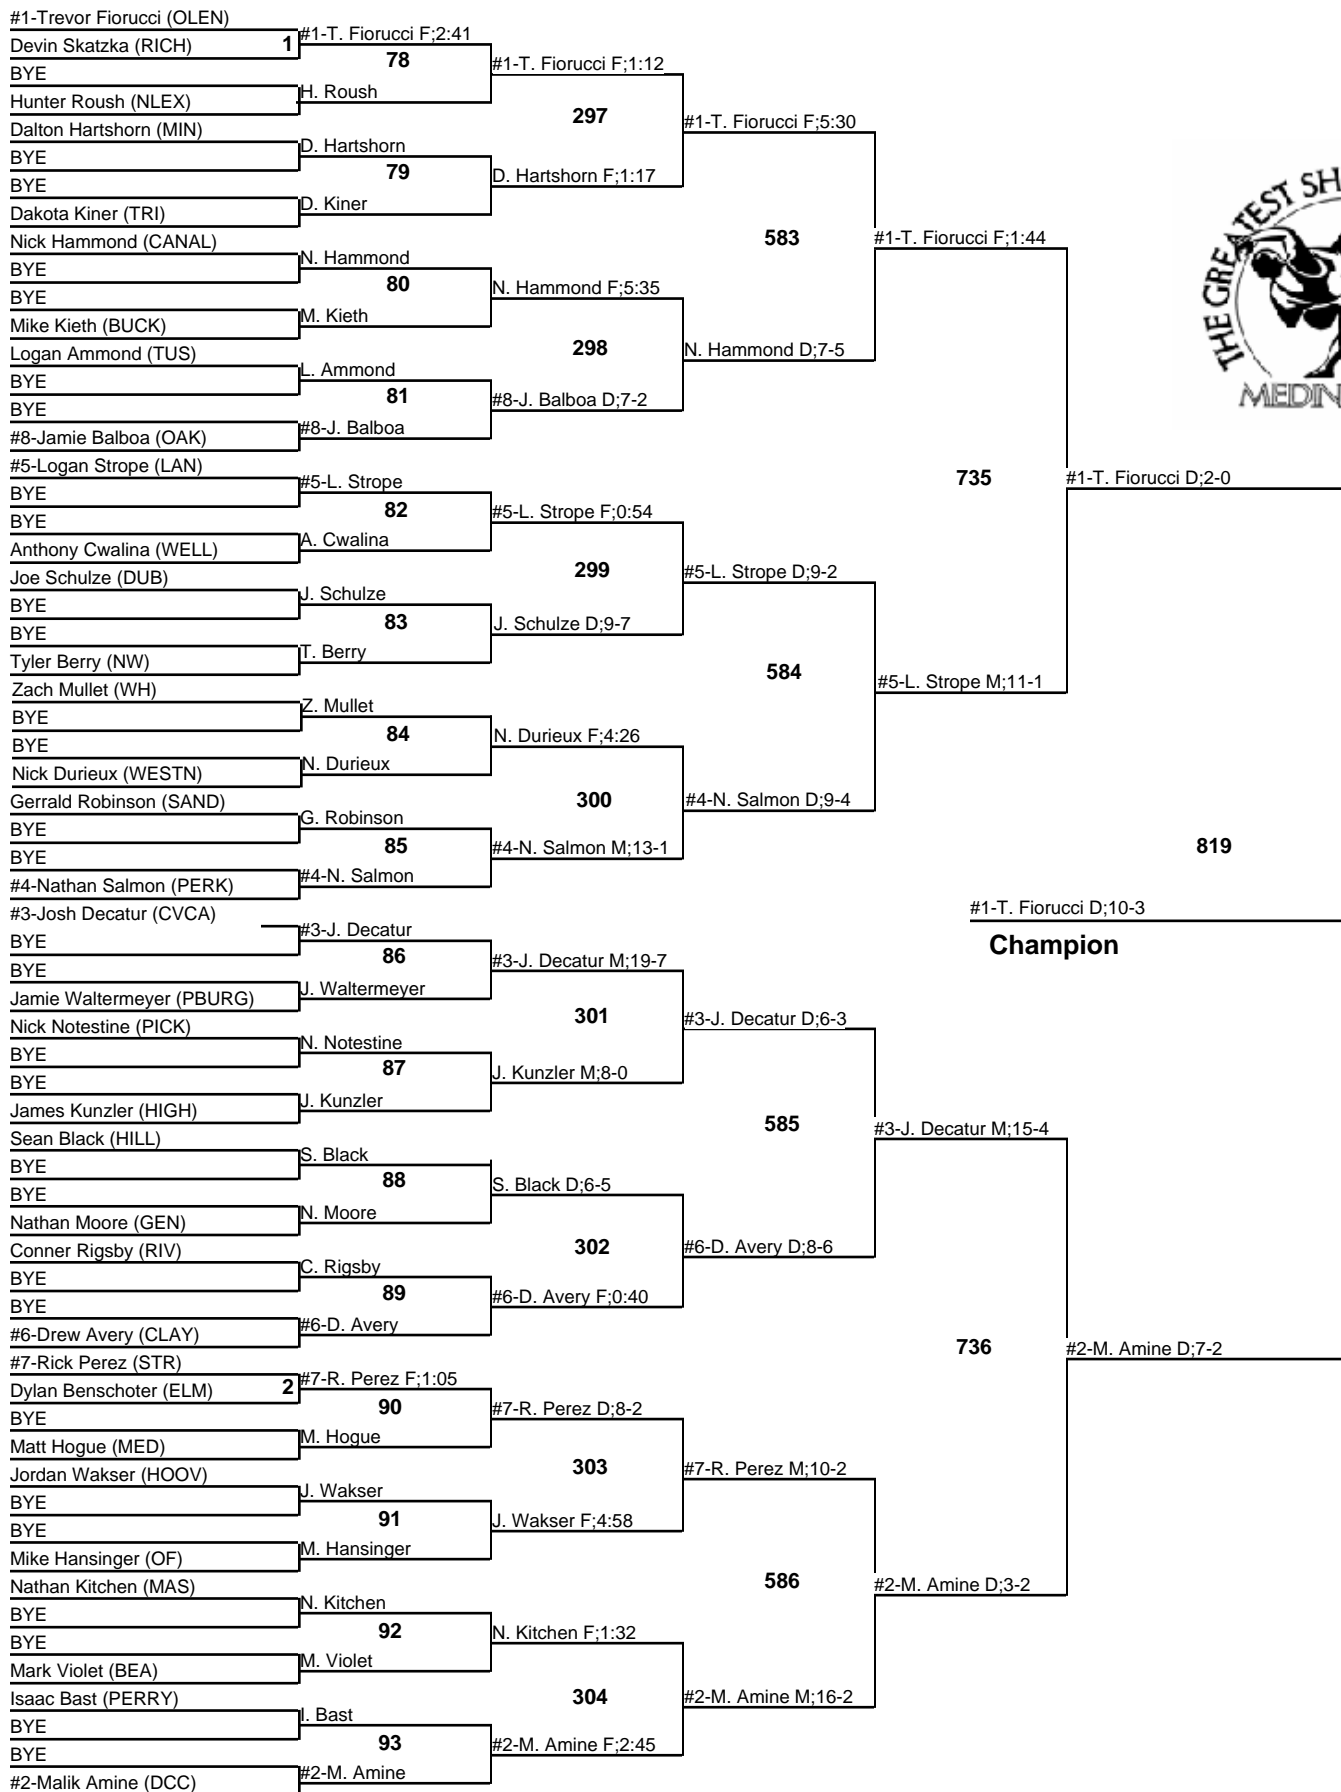 #1-Trevor Fiorucci (OLEN)
Devin Skatzka (RICH)
BYE
Hunter Roush (NLEX)
Dalton Hartshorn (MIN)
BYE
BYE
Dakota Kiner (TRI)
Nick Hammond (CANAL)
BYE
BYE
Mike Kieth (BUCK)
Logan Ammond (TUS)
BYE
BYE
#8-Jamie Balboa (OAK)
#5-Logan Strope (LAN)
BYE
BYE
Anthony Cwalina (WELL)
Joe Schulze (DUB)
BYE
BYE
Tyler Berry (NW)
Zach Mullet (WH)
BYE
BYE
Nick Durieux (WESTN)
Gerrald Robinson (SAND)
BYE
BYE
#4-Nathan Salmon (PERK)
#3-Josh Decatur (CVCA)
BYE
BYE
Jamie Waltermeyer (PBURG)
Nick Notestine (PICK)
BYE
BYE
James Kunzler (HIGH)
Sean Black (HILL)
BYE
BYE
Nathan Moore (GEN)
Conner Rigsby (RIV)
BYE
BYE
#6-Drew Avery (CLAY)
#7-Rick Perez (STR)
Dylan Benschoter (ELM)
BYE
Matt Hogue (MED)
Jordan Wakser (HOOV)
BYE
BYE
Mike Hansinger (OF)
Nathan Kitchen (MAS)
BYE
BYE
Mark Violet (BEA)
Isaac Bast (PERRY)
BYE
BYE
#2-Malik Amine (DCC)
1
2
#1-T. Fiorucci F;2:41
78
H. Roush
D. Hartshorn
79
D. Kiner
N. Hammond
80
M. Kieth
L. Ammond
81
#8-J. Balboa
#5-L. Strope
82
A. Cwalina
J. Schulze
83
T. Berry
Z. Mullet
84
N. Durieux
G. Robinson
85
#4-N. Salmon
#3-J. Decatur
86
J. Waltermeyer
N. Notestine
87
J. Kunzler
S. Black
88
N. Moore
C. Rigsby
89
#6-D. Avery
#7-R. Perez F;1:05
90
M. Hogue
J. Wakser
91
M. Hansinger
N. Kitchen
92
M. Violet
I. Bast
93
#2-M. Amine
#1-T. Fiorucci F;1:12
297
D. Hartshorn F;1:17
N. Hammond F;5:35
298
#8-J. Balboa D;7-2
#5-L. Strope F;0:54
299
J. Schulze D;9-7
N. Durieux F;4:26
300
#4-N. Salmon M;13-1
#3-J. Decatur M;19-7
301
J. Kunzler M;8-0
S. Black D;6-5
302
#6-D. Avery F;0:40
#7-R. Perez D;8-2
303
J. Wakser F;4:58
N. Kitchen F;1:32
304
#2-M. Amine F;2:45
#1-T. Fiorucci F;5:30
583
N. Hammond D;7-5
#5-L. Strope D;9-2
584
#4-N. Salmon D;9-4
#3-J. Decatur D;6-3
585
#6-D. Avery D;8-6
#7-R. Perez M;10-2
586
#2-M. Amine M;16-2
#1-T. Fiorucci F;1:44
735
#5-L. Strope M;11-1
#3-J. Decatur M;15-4
736
#2-M. Amine D;3-2
#1-T. Fiorucci D;2-0
819
#2-M. Amine D;7-2
#1-T. Fiorucci D;10-3
Champion
THE GREATEST SH
MEDIN